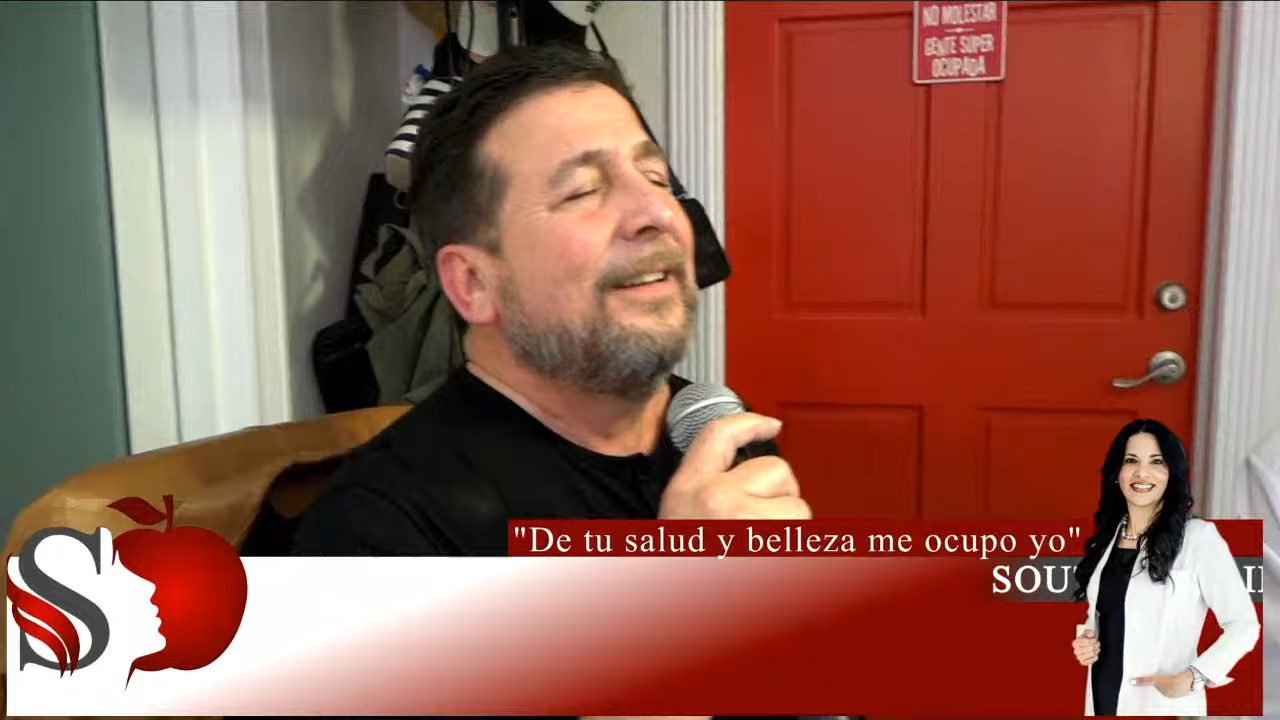 NO MOLESTAR
GENTE SUPER
OCUPADA
"De tu salud y belleza me ocupo yo"
S